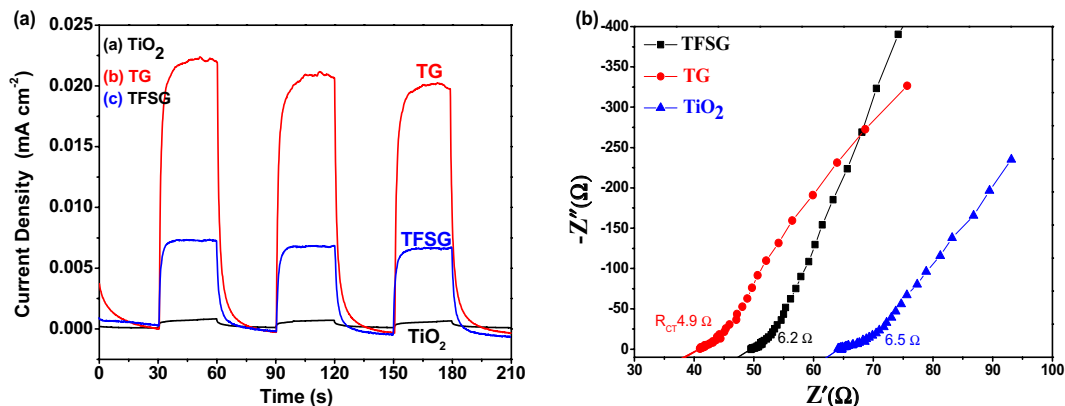 (a)
0.025
0.020
0.015
0.010
0.005
0.000
Current Density (mA cm⁻²)
(a) TiO₂
(b) TG
(c) TFSG
TG
TFSG
TiO₂
0 30 60 90 120 150 180 210
Time (s)
(b)
-400
-350
-300
-250
-200
-150
-100
-50
0
-Z″(Ω)
TFSG
TG
TiO₂
R_CT 4.9 Ω
6.2 Ω
6.5 Ω
30 40 50 60 70 80 90 100
Z′(Ω)